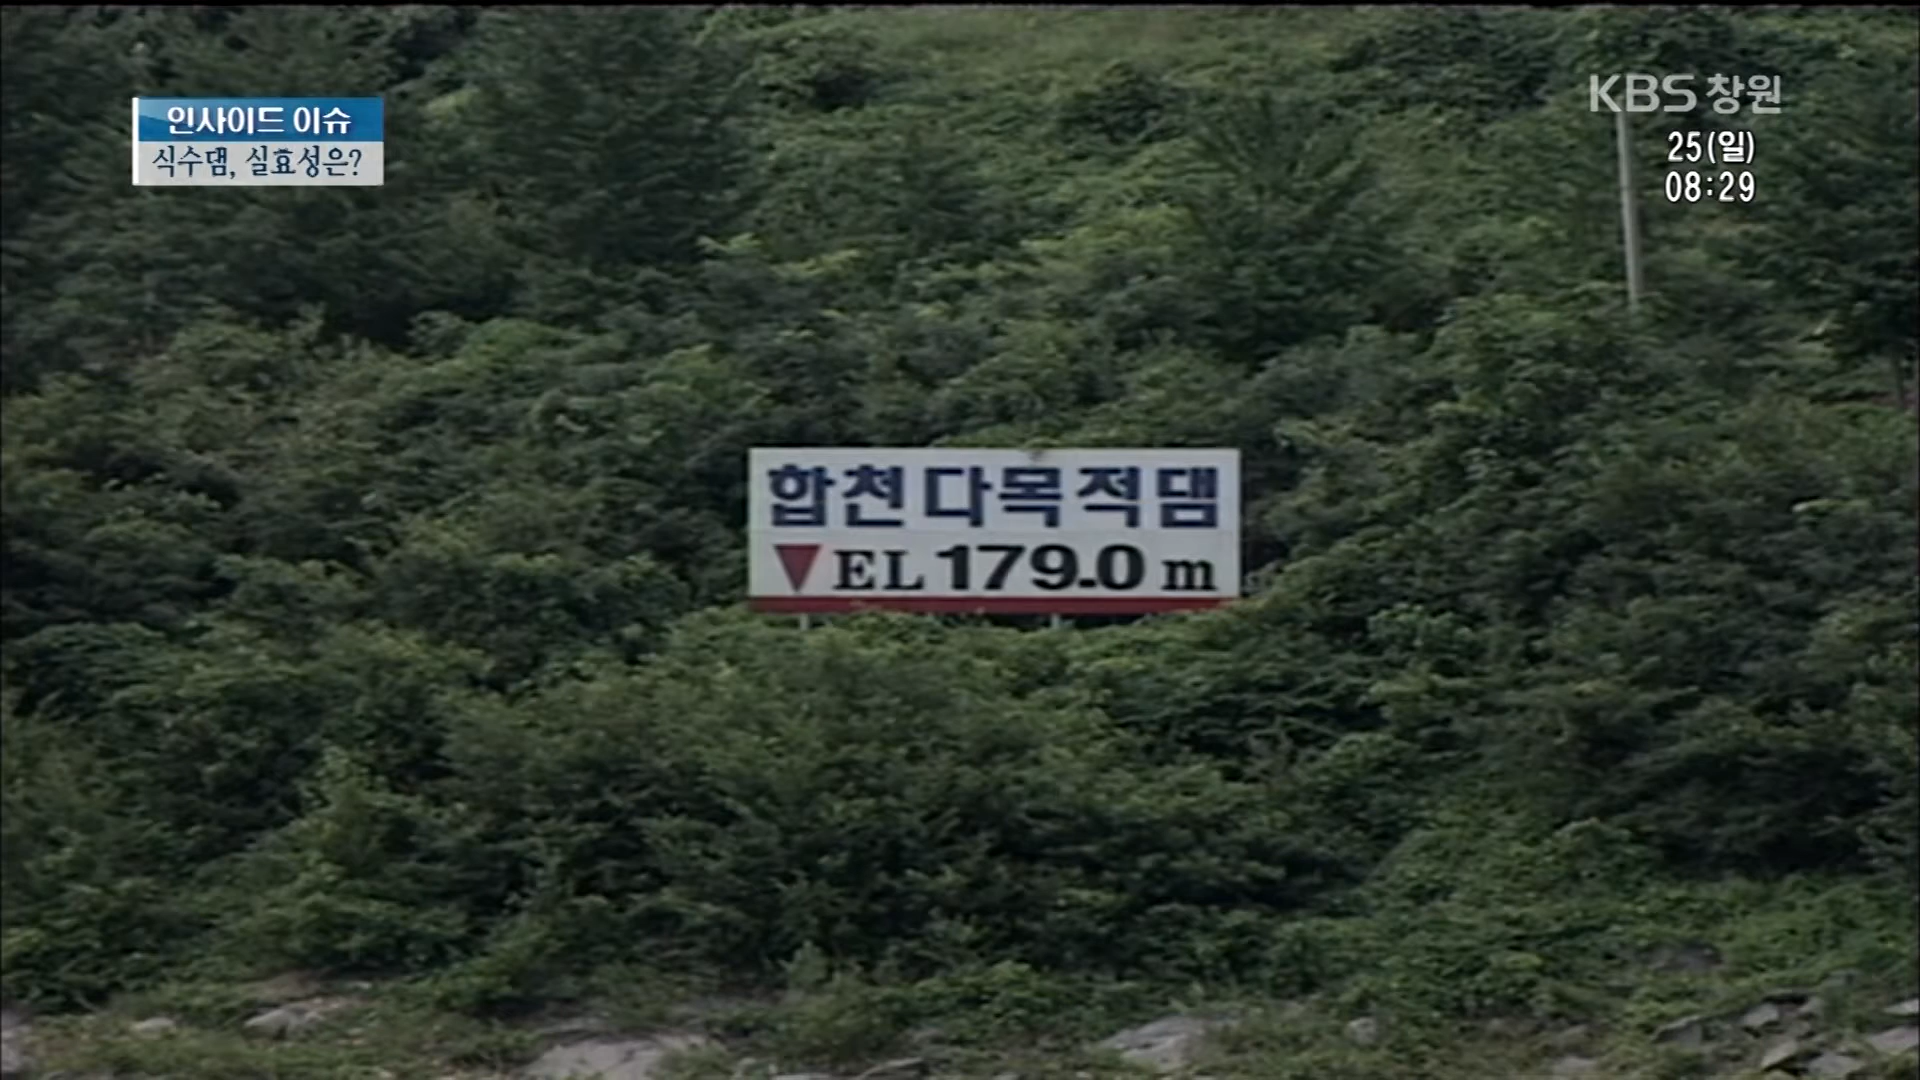 인사이드 이슈
식수댐, 실효성은?
KBS 창원
25(일)
08:29
합천다목적댐
▼EL 179.0 m